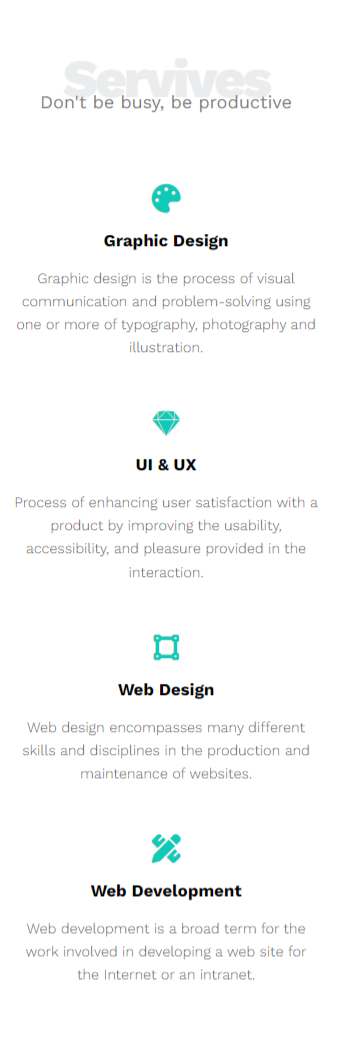 Servives
Don't be busy, be productive
Graphic Design
Graphic design is the process of visual
communication and problem-solving using
one or more of typography, photography and
illustration.
UI & UX
Process of enhancing user satisfaction with a
product by improving the usability,
accessibility, and pleasure provided in the
interaction.
Web Design
Web design encompasses many different
skills and disciplines in the production and
maintenance of websites.
Web Development
Web development is a broad term for the
work involved in developing a web site for
the Internet or an intranet.